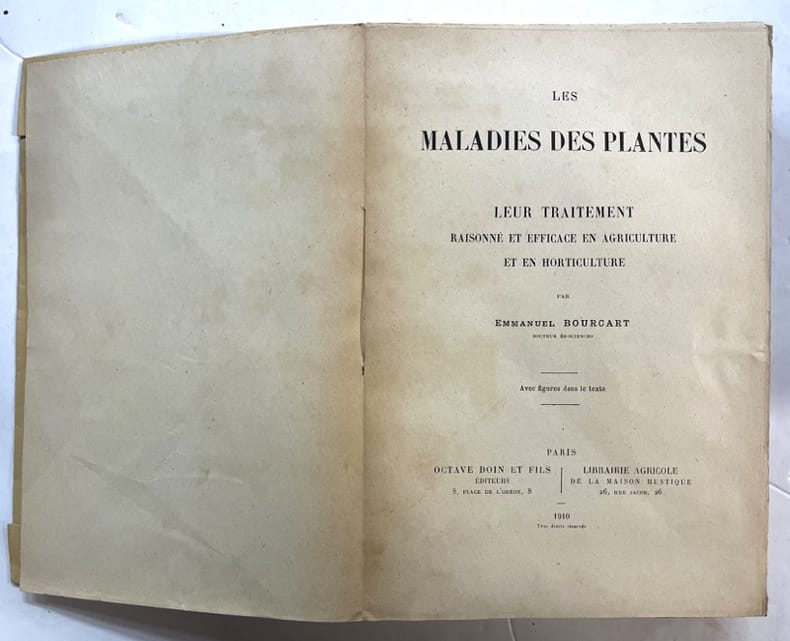 LES
MALADIES DES PLANTES
LEUR TRAITEMENT
RAISONNÉ ET EFFICACE EN AGRICULTURE
ET EN HORTICULTURE
PAR
EMMANUEL BOURCART
DOCTEUR ÈS-SCIENCES
Avec figures dans le texte
PARIS
OCTAVE DOIN ET FILS
ÉDITEURS
8, PLACE DE L'ODÉON, 8
LIBRAIRIE AGRICOLE
DE LA MAISON RUSTIQUE
26, RUE JACOB, 26
1910
Tous droits réservés